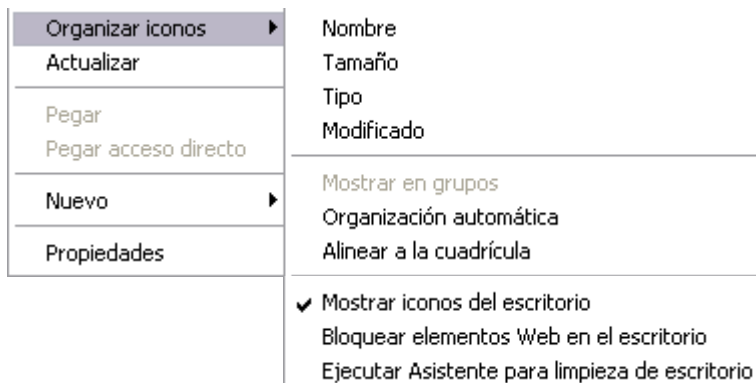 Organizar iconos
Actualizar
Pegar
Pegar acceso directo
Nuevo
Propiedades
Nombre
Tamaño
Tipo
Modificado
Mostrar en grupos
Organización automática
Alinear a la cuadrícula
Mostrar iconos del escritorio
Bloquear elementos Web en el escritorio
Ejecutar Asistente para limpieza de escritorio